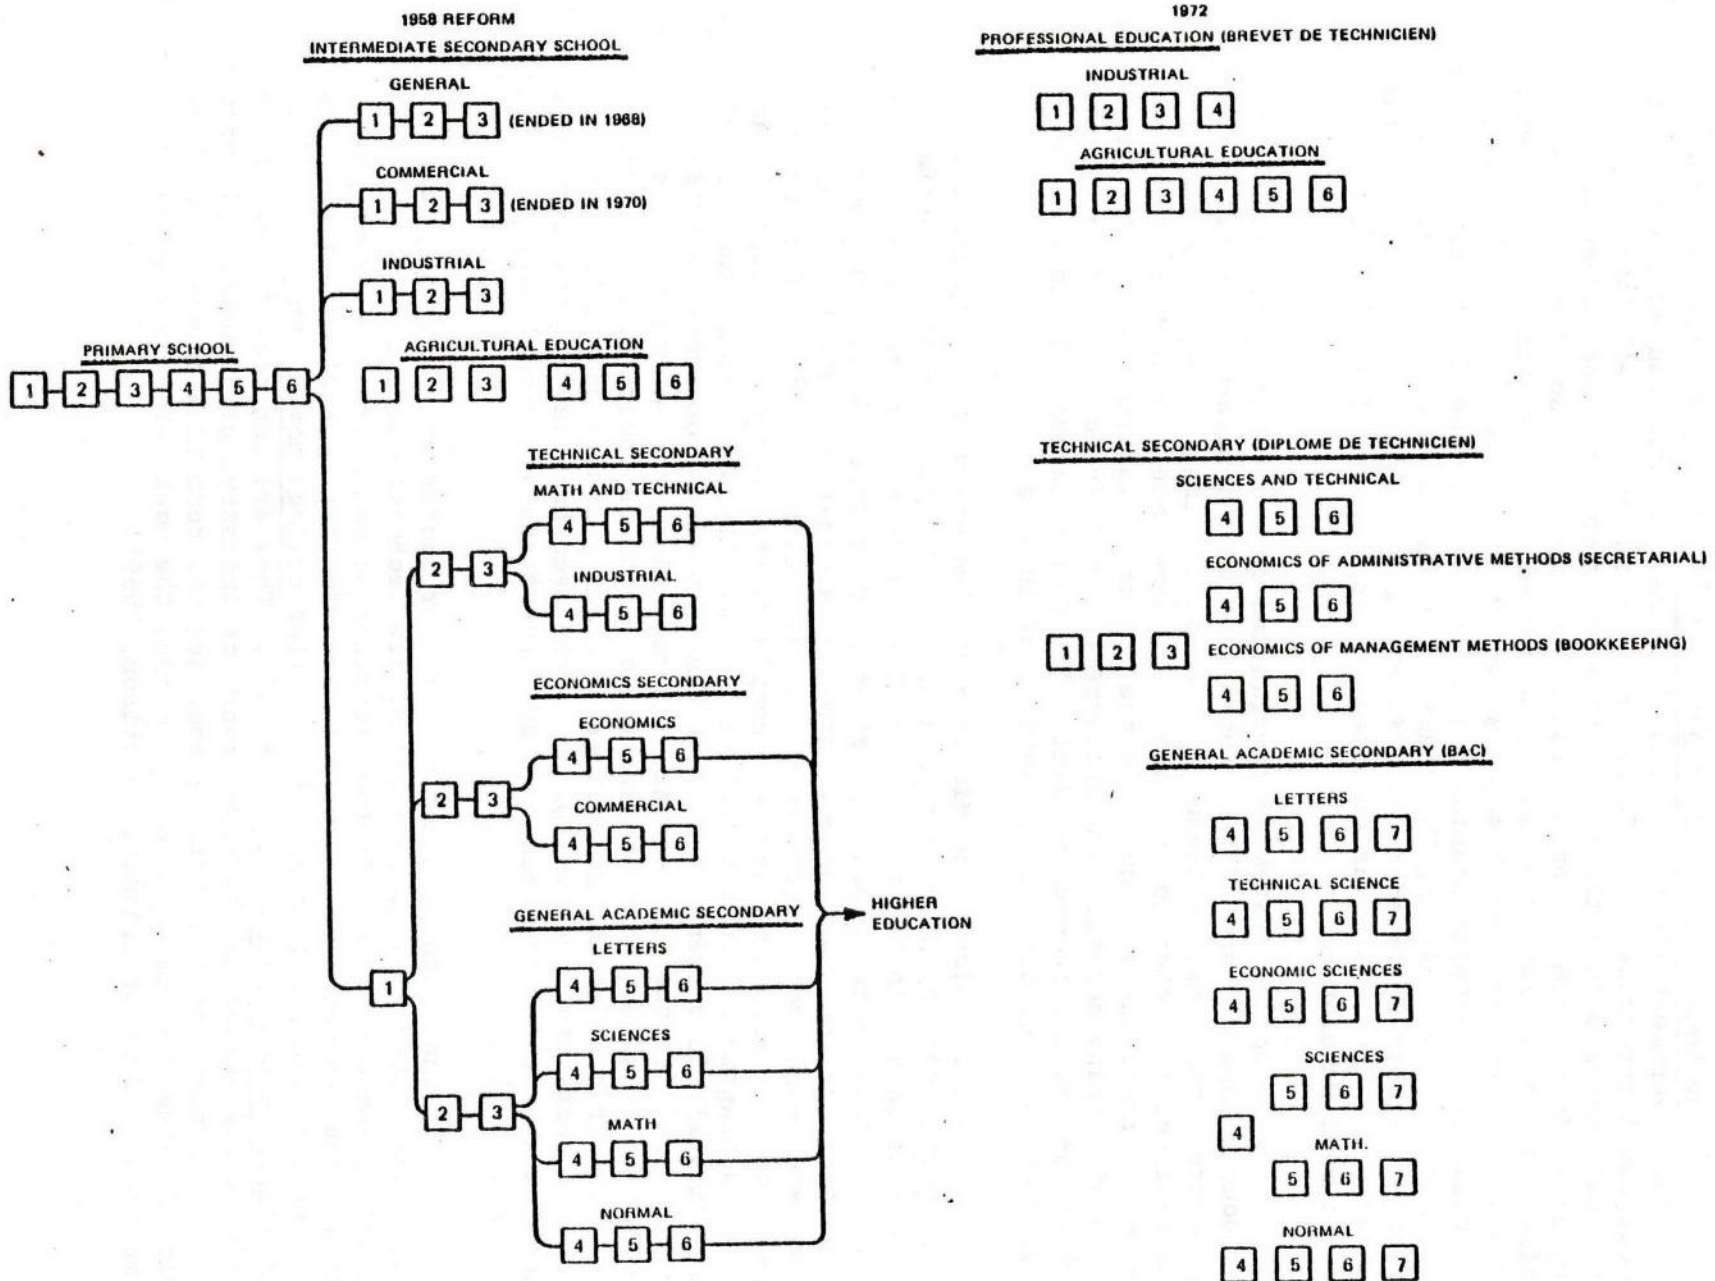 1958 REFORM
INTERMEDIATE SECONDARY SCHOOL
GENERAL
1 2 3 (ENDED IN 1968)
COMMERCIAL
1 2 3 (ENDED IN 1970)
INDUSTRIAL
1 2 3
PRIMARY SCHOOL
1 2 3 4 5 6
AGRICULTURAL EDUCATION
1 2 3 4 5 6
TECHNICAL SECONDARY
MATH AND TECHNICAL
4 5 6
2 3
INDUSTRIAL
4 5 6
ECONOMICS SECONDARY
ECONOMICS
4 5 6
2 3
COMMERCIAL
4 5 6
GENERAL ACADEMIC SECONDARY
LETTERS
1 4 5 6
SCIENCES
4 5 6
2 3
MATH
4 5 6
NORMAL
4 5 6
HIGHER
EDUCATION
1972
PROFESSIONAL EDUCATION (BREVET DE TECHNICIEN)
INDUSTRIAL
1 2 3 4
AGRICULTURAL EDUCATION
1 2 3 4 5 6
TECHNICAL SECONDARY (DIPLOME DE TECHNICIEN)
SCIENCES AND TECHNICAL
4 5 6
ECONOMICS OF ADMINISTRATIVE METHODS (SECRETARIAL)
4 5 6
1 2 3 ECONOMICS OF MANAGEMENT METHODS (BOOKKEEPING)
4 5 6
GENERAL ACADEMIC SECONDARY (BAC)
LETTERS
4 5 6 7
TECHNICAL SCIENCE
4 5 6 7
ECONOMIC SCIENCES
4 5 6 7
SCIENCES
5 6 7
4
MATH.
5 6 7
NORMAL
4 5 6 7